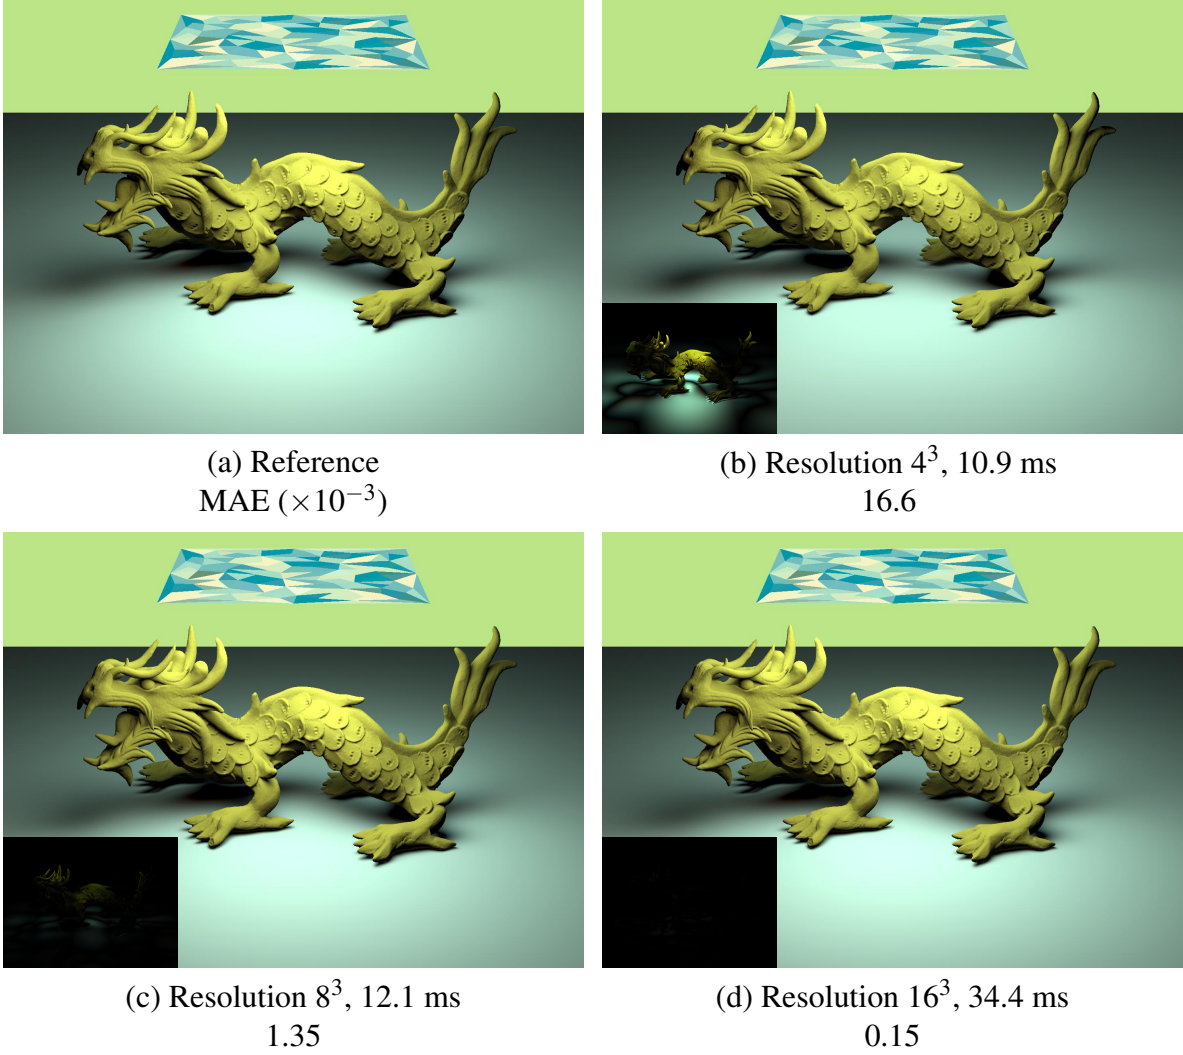 (a) Reference
MAE (×10⁻³)
(b) Resolution 4³, 10.9 ms
16.6
(c) Resolution 8³, 12.1 ms
1.35
(d) Resolution 16³, 34.4 ms
0.15